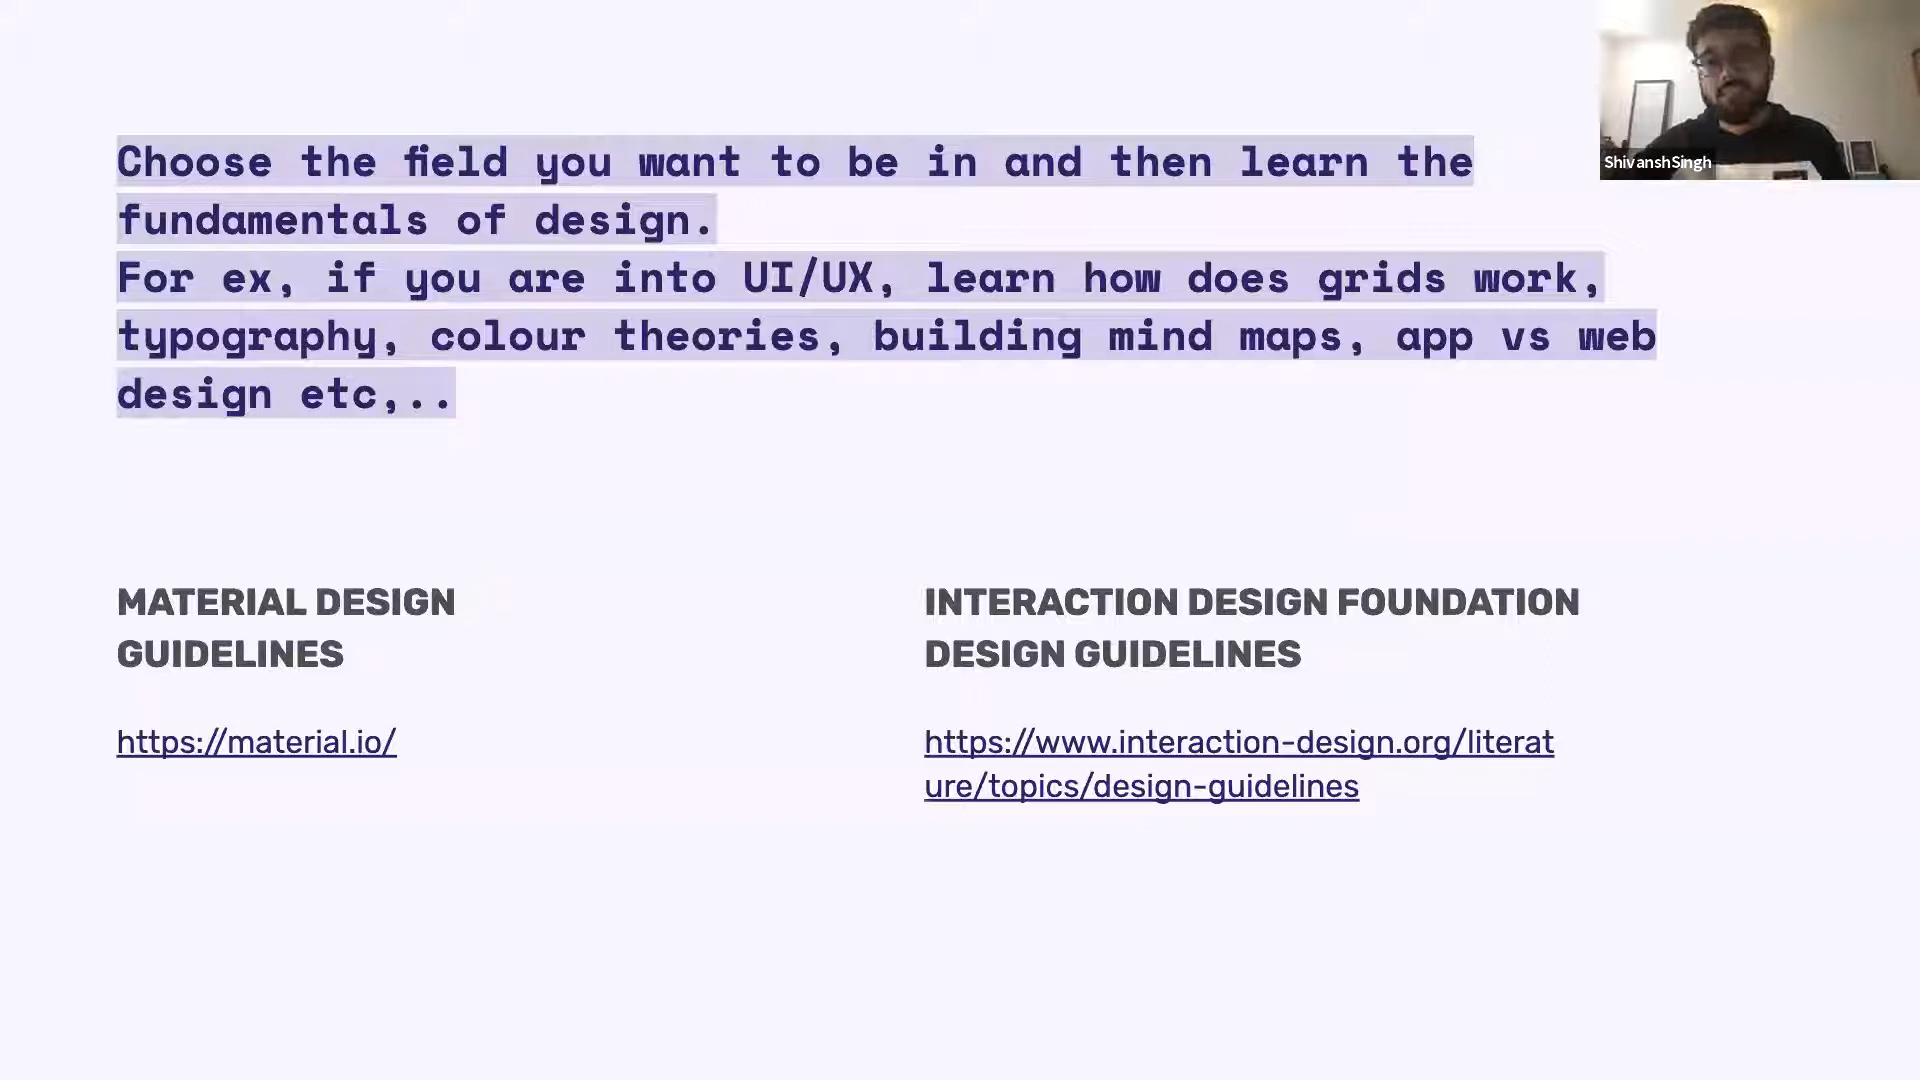 Choose the field you want to be in and then learn the
fundamentals of design.
For ex, if you are into UI/UX, learn how does grids work,
typography, colour theories, building mind maps, app vs web
design etc,..
ShivanshSingh
MATERIAL DESIGN
GUIDELINES
https://material.io/
INTERACTION DESIGN FOUNDATION
DESIGN GUIDELINES
https://www.interaction-design.org/literat
ure/topics/design-guidelines